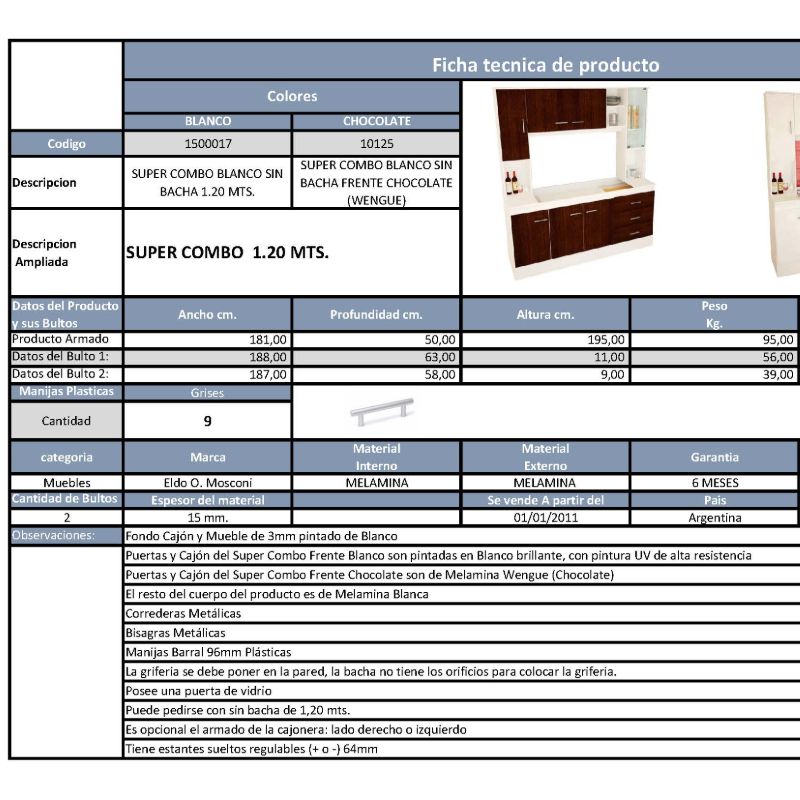 Ficha tecnica de producto
Colores
BLANCO CHOCOLATE
Codigo 1500017 10125
Descripcion
SUPER COMBO BLANCO SIN
BACHA 1.20 MTS.
SUPER COMBO BLANCO SIN
BACHA FRENTE CHOCOLATE
(WENGUE)
Descripcion
Ampliada
SUPER COMBO 1.20 MTS.
Datos del Producto
y sus Bultos
Ancho cm. Profundidad cm. Altura cm. Peso
Kg.
Producto Armado 181,00 50,00 195,00 95,00
Datos del Bulto 1: 188,00 63,00 11,00 56,00
Datos del Bulto 2: 187,00 58,00 9,00 39,00
Manijas Plasticas Grises
Cantidad 9
categoria Marca Material
Interno
Material
Externo
Garantia
Muebles Eldo O. Mosconi MELAMINA MELAMINA 6 MESES
Cantidad de Bultos Espesor del material Se vende A partir del Pais
2 15 mm. 01/01/2011 Argentina
Observaciones: Fondo Cajón y Mueble de 3mm pintado de Blanco
Puertas y Cajón del Super Combo Frente Blanco son pintadas en Blanco brillante, con pintura UV de alta resistencia
Puertas y Cajón del Super Combo Frente Chocolate son de Melamina Wengue (Chocolate)
El resto del cuerpo del producto es de Melamina Blanca
Correderas Metálicas
Bisagras Metálicas
Manijas Barral 96mm Plásticas
La griferia se debe poner en la pared, la bacha no tiene los orificios para colocar la griferia.
Posee una puerta de vidrio
Puede pedirse con sin bacha de 1,20 mts.
Es opcional el armado de la cajonera: lado derecho o izquierdo
Tiene estantes sueltos regulables (+ o -) 64mm